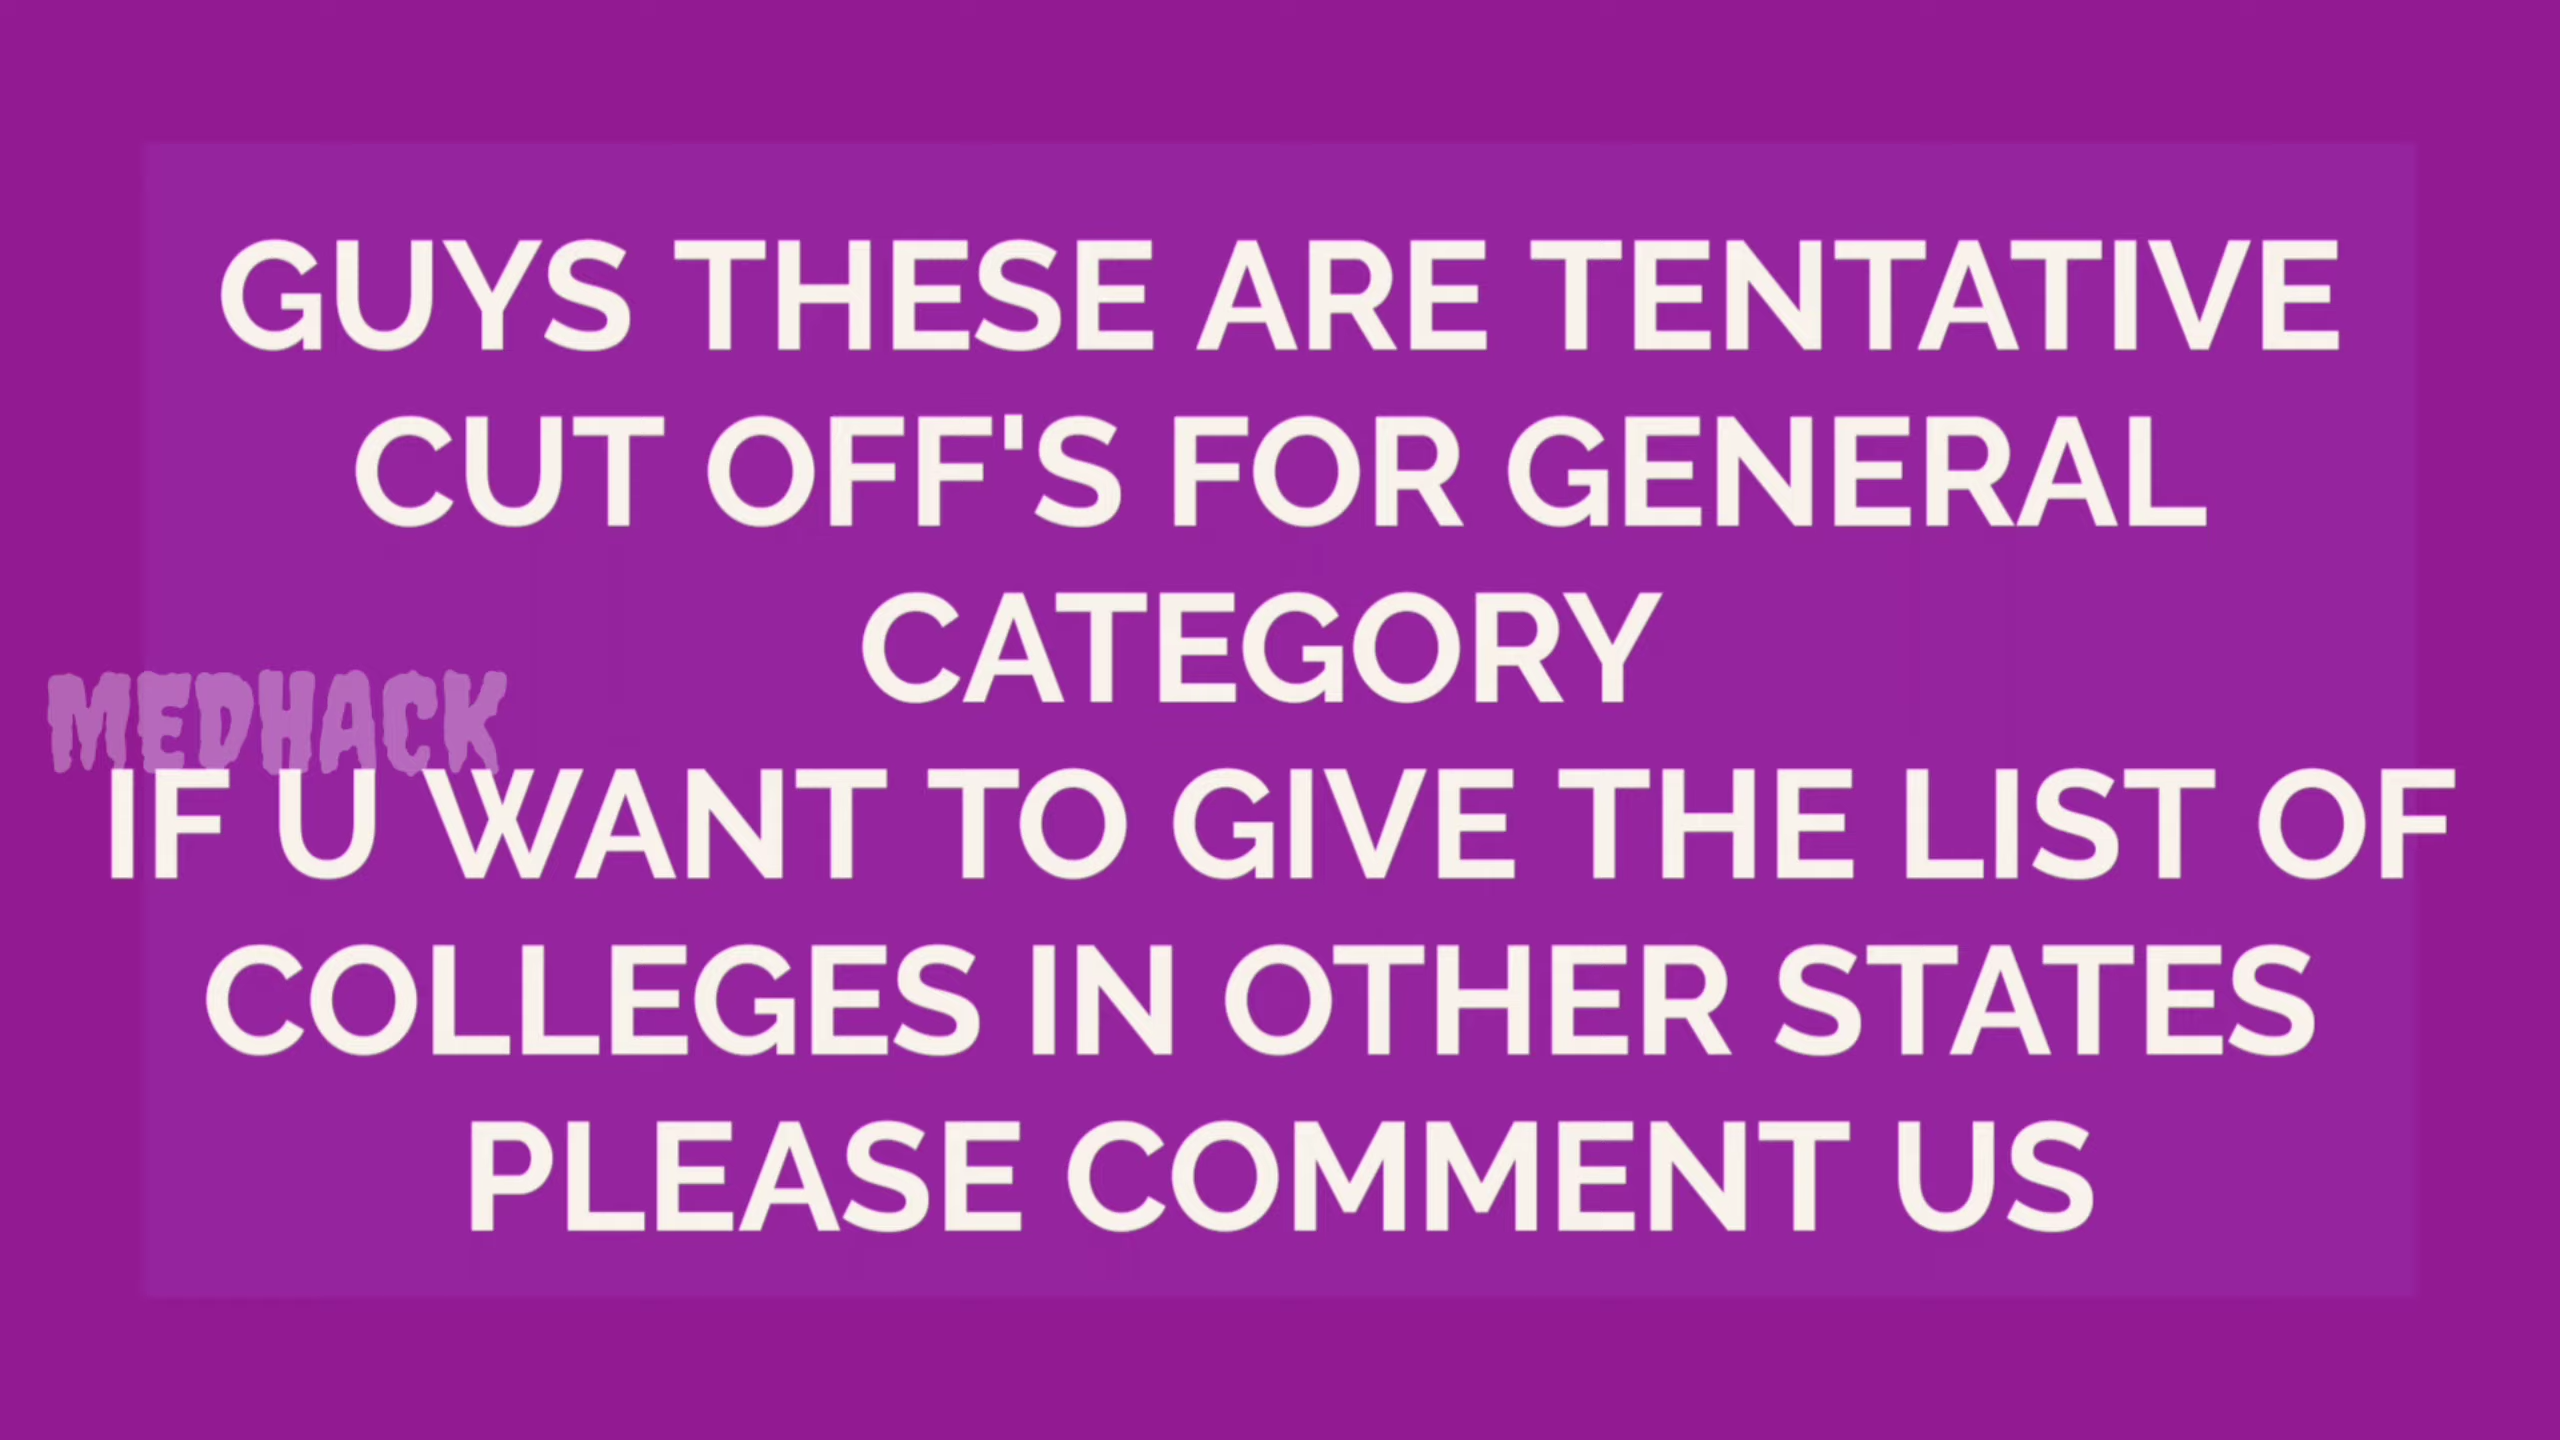 GUYS THESE ARE TENTATIVE
CUT OFF'S FOR GENERAL
CATEGORY
MEDHACK
IF U WANT TO GIVE THE LIST OF
COLLEGES IN OTHER STATES
PLEASE COMMENT US